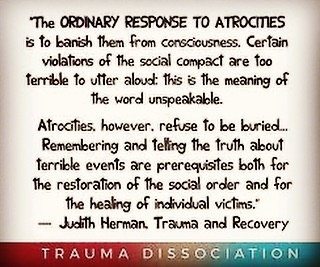 "The ORDINARY RESPONSE TO ATROCITIES
is to banish them from consciousness. Certain
violations of the social compact are too
terrible to utter aloud: this is the meaning of
the word unspeakable.
Atrocities, however, refuse to be buried...
Remembering and telling the truth about
terrible events are prerequisites both for
the restoration of the social order and for
the healing of individual victims."
— Judith Herman, Trauma and Recovery
TRAUMA DISSOCIATION